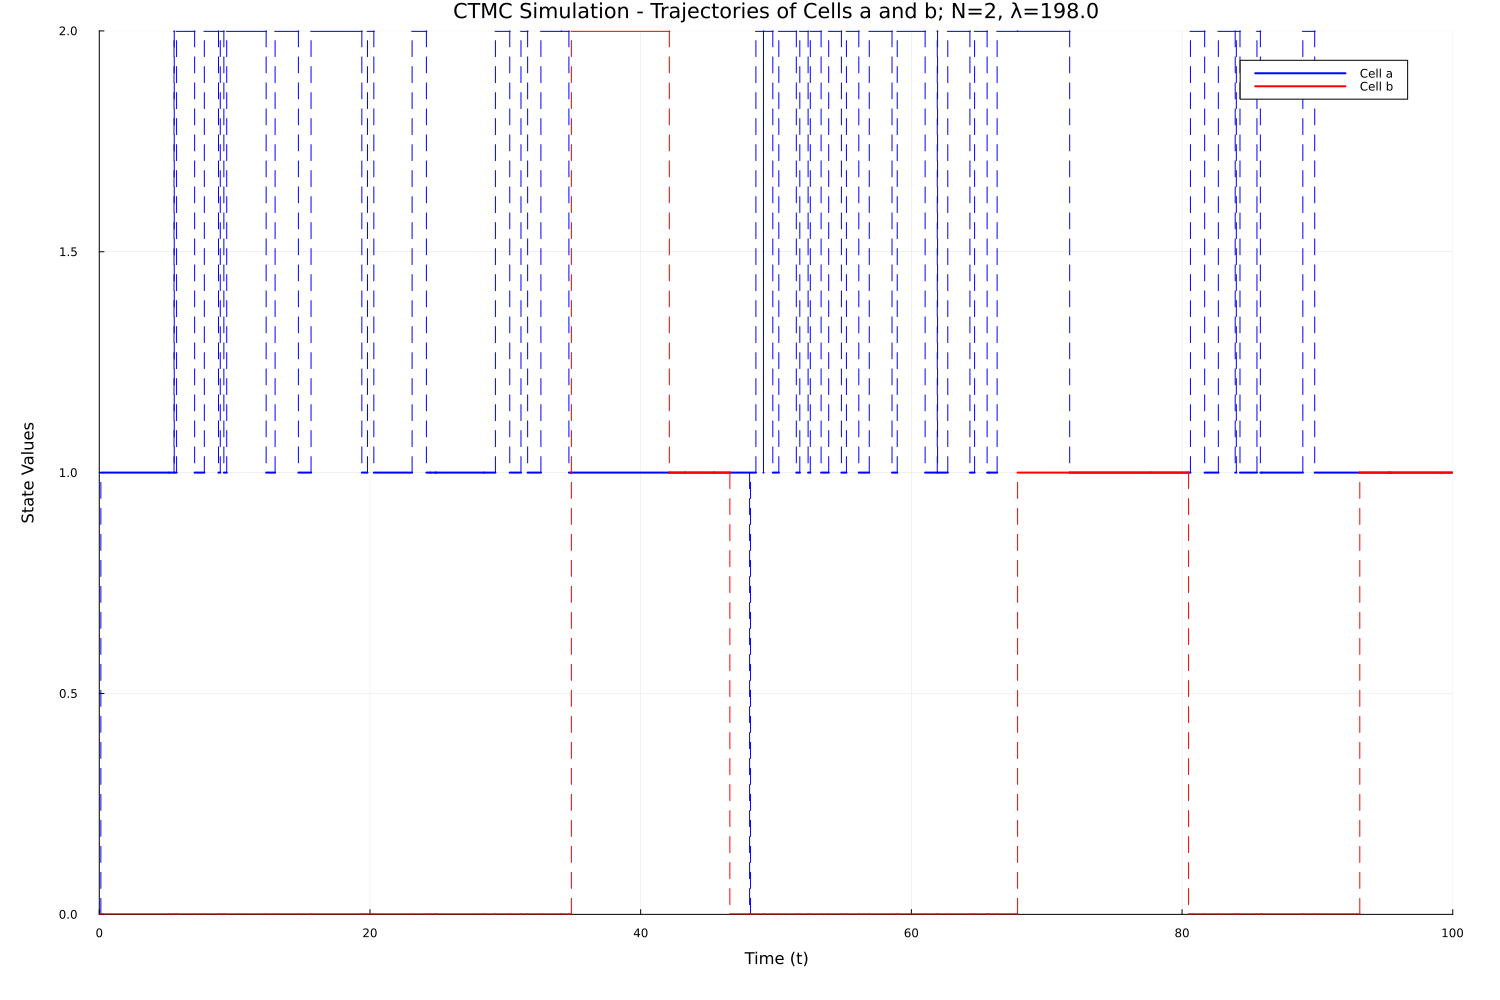 CTMC Simulation - Trajectories of Cells a and b; N=2, λ=198.0
2.0
Cell a
Cell b
1.5
1.0
State Values
0.5
0.0
0 20 40 60 80 100
Time (t)